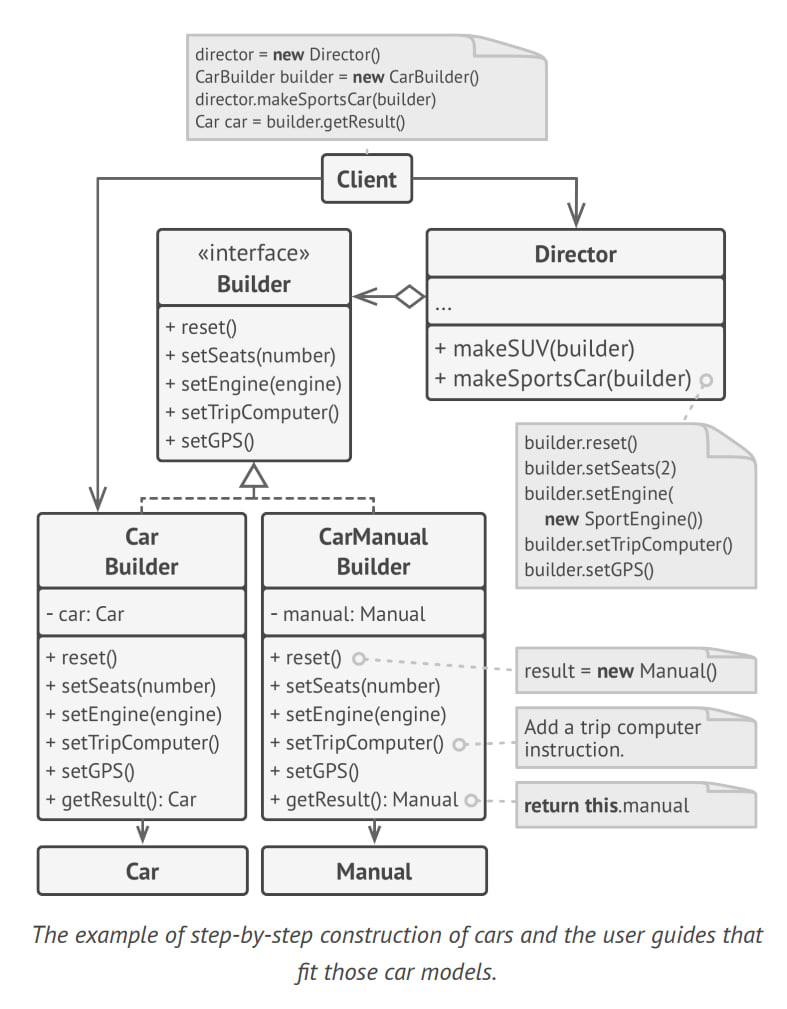 director = new Director()
CarBuilder builder = new CarBuilder()
director.makeSportsCar(builder)
Car car = builder.getResult()
Client
«interface»
Builder
+ reset()
+ setSeats(number)
+ setEngine(engine)
+ setTripComputer()
+ setGPS()
Director
...
+ makeSUV(builder)
+ makeSportsCar(builder)
builder.reset()
builder.setSeats(2)
builder.setEngine(
new SportEngine())
builder.setTripComputer()
builder.setGPS()
Car
Builder
- car: Car
+ reset()
+ setSeats(number)
+ setEngine(engine)
+ setTripComputer()
+ setGPS()
+ getResult(): Car
CarManual
Builder
- manual: Manual
+ reset()
+ setSeats(number)
+ setEngine(engine)
+ setTripComputer()
+ setGPS()
+ getResult(): Manual
result = new Manual()
Add a trip computer
instruction.
return this.manual
Car
Manual
The example of step-by-step construction of cars and the user guides that
fit those car models.